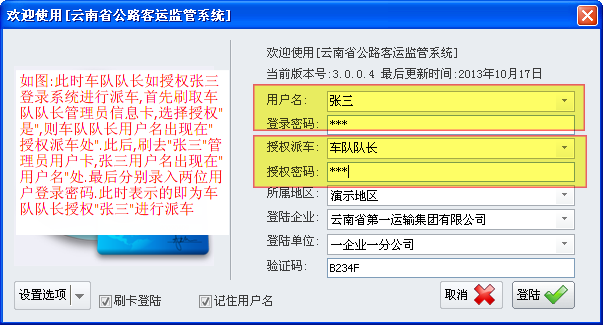 欢迎使用[云南省公路客运监管系统]
如图:此时车队队长如授权张三
登录系统进行派车,首先刷取车
队队长管理员信息卡,选择授权"
是",则车队队长用户名出现在"
授权派车处".此后,刷去"张三"管
理员用户卡,张三用户名出现在"
用户名"处.最后分别录入两位用
户登录密码.此时表示的即为车
队队长授权"张三"进行派车
欢迎使用[云南省公路客运监管系统]
当前版本号:3.0.0.4 最后更新时间:2013年10月17日
用户名: 张三
登录密码: ***
授权派车: 车队队长
授权密码: ***
所属地区: 演示地区
登陆企业: 云南省第一运输集团有限公司
登陆单位: 一企业一分公司
验证码: B234F
设置选项 刷卡登陆 记住用户名 取消 登陆